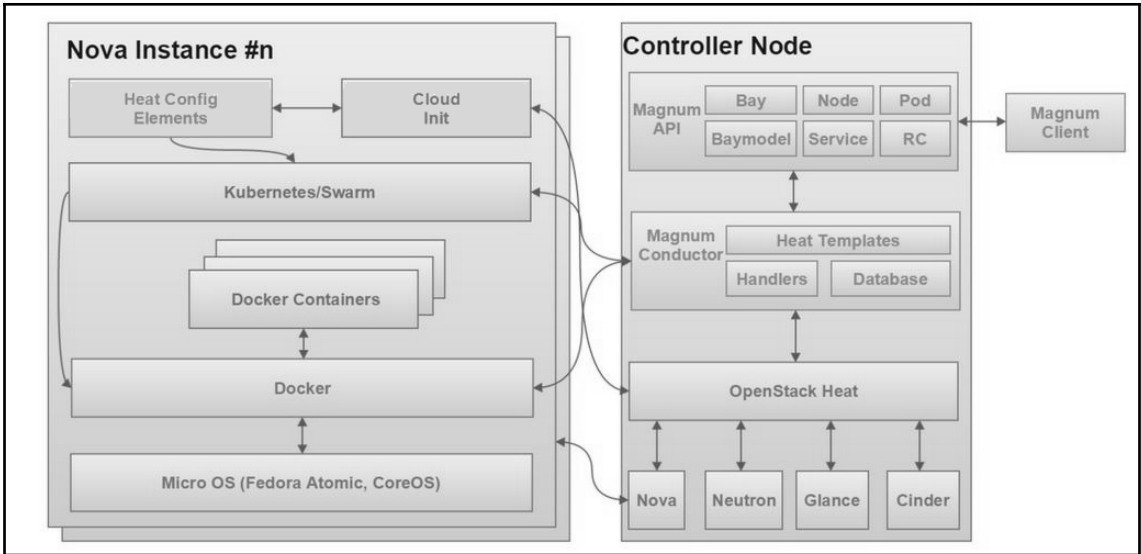 Nova Instance #n
Heat Config
Elements
Cloud
Init
Kubernetes/Swarm
Docker Containers
Docker
Micro OS (Fedora Atomic, CoreOS)
Controller Node
Magnum
API
Bay
Node
Pod
Baymodel
Service
RC
Magnum
Client
Magnum
Conductor
Heat Templates
Handlers
Database
OpenStack Heat
Nova
Neutron
Glance
Cinder